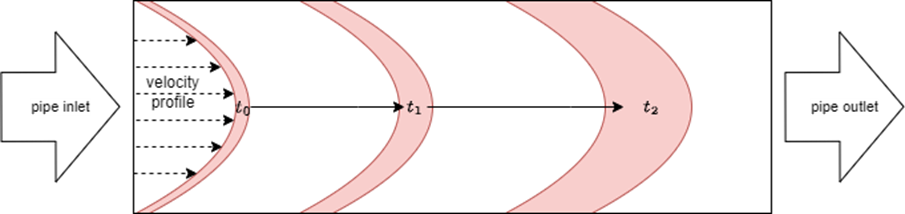 pipe inlet
velocity
profile
t₀
t₁
t₂
pipe outlet